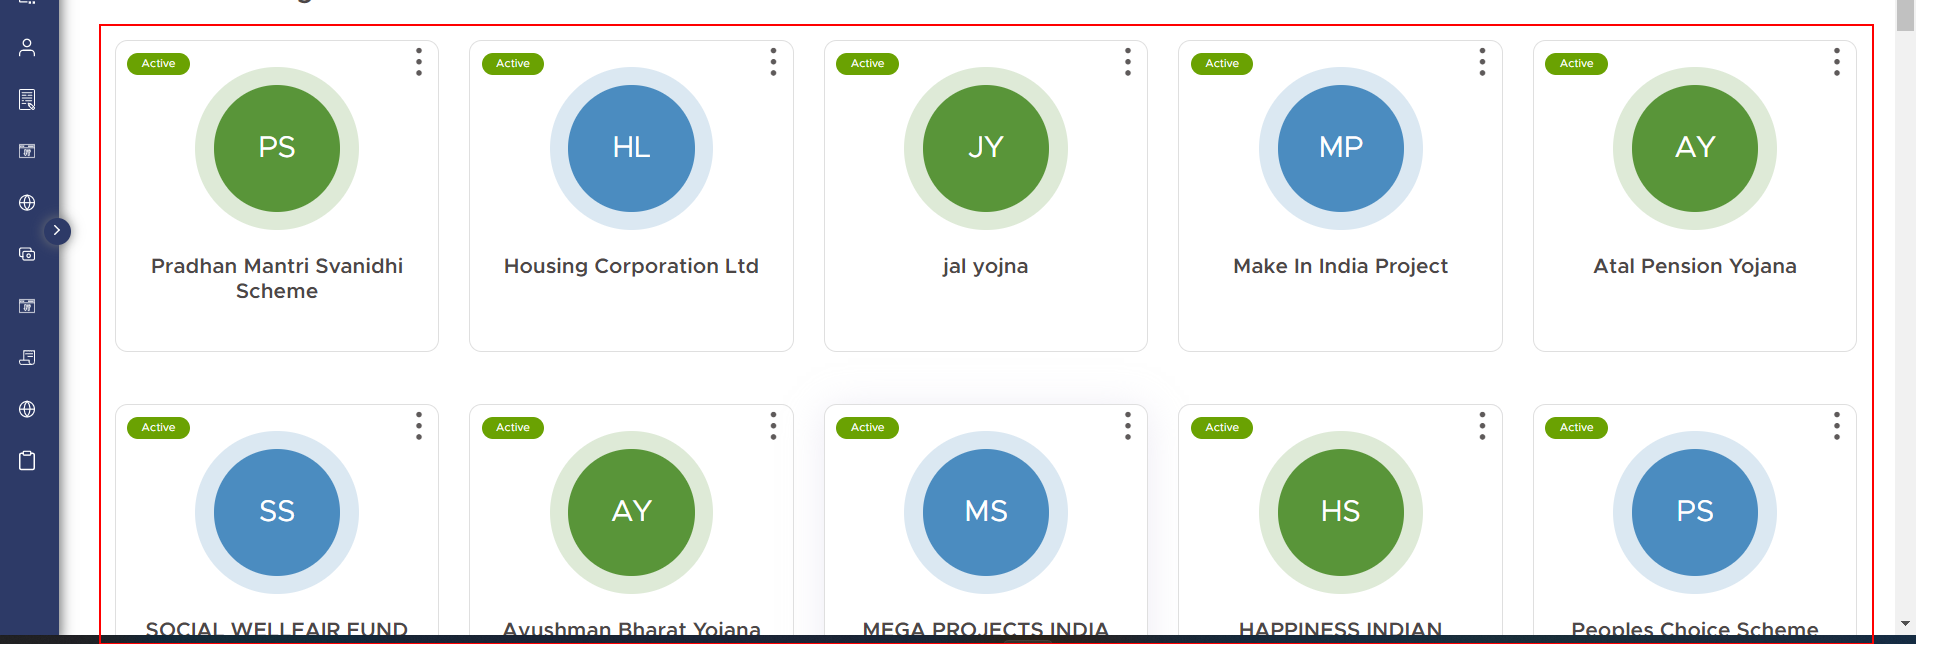 Active
PS
Pradhan Mantri Svanidhi
Scheme
Active
HL
Housing Corporation Ltd
Active
JY
jal yojna
Active
MP
Make In India Project
Active
AY
Atal Pension Yojana
Active
SS
SOCIAL WELLFAIR FUND
Active
AY
Ayushman Bharat Yojana
Active
MS
MEGA PROJECTS INDIA
Active
HS
HAPPINESS INDIAN
Active
PS
Peoples Choice Scheme